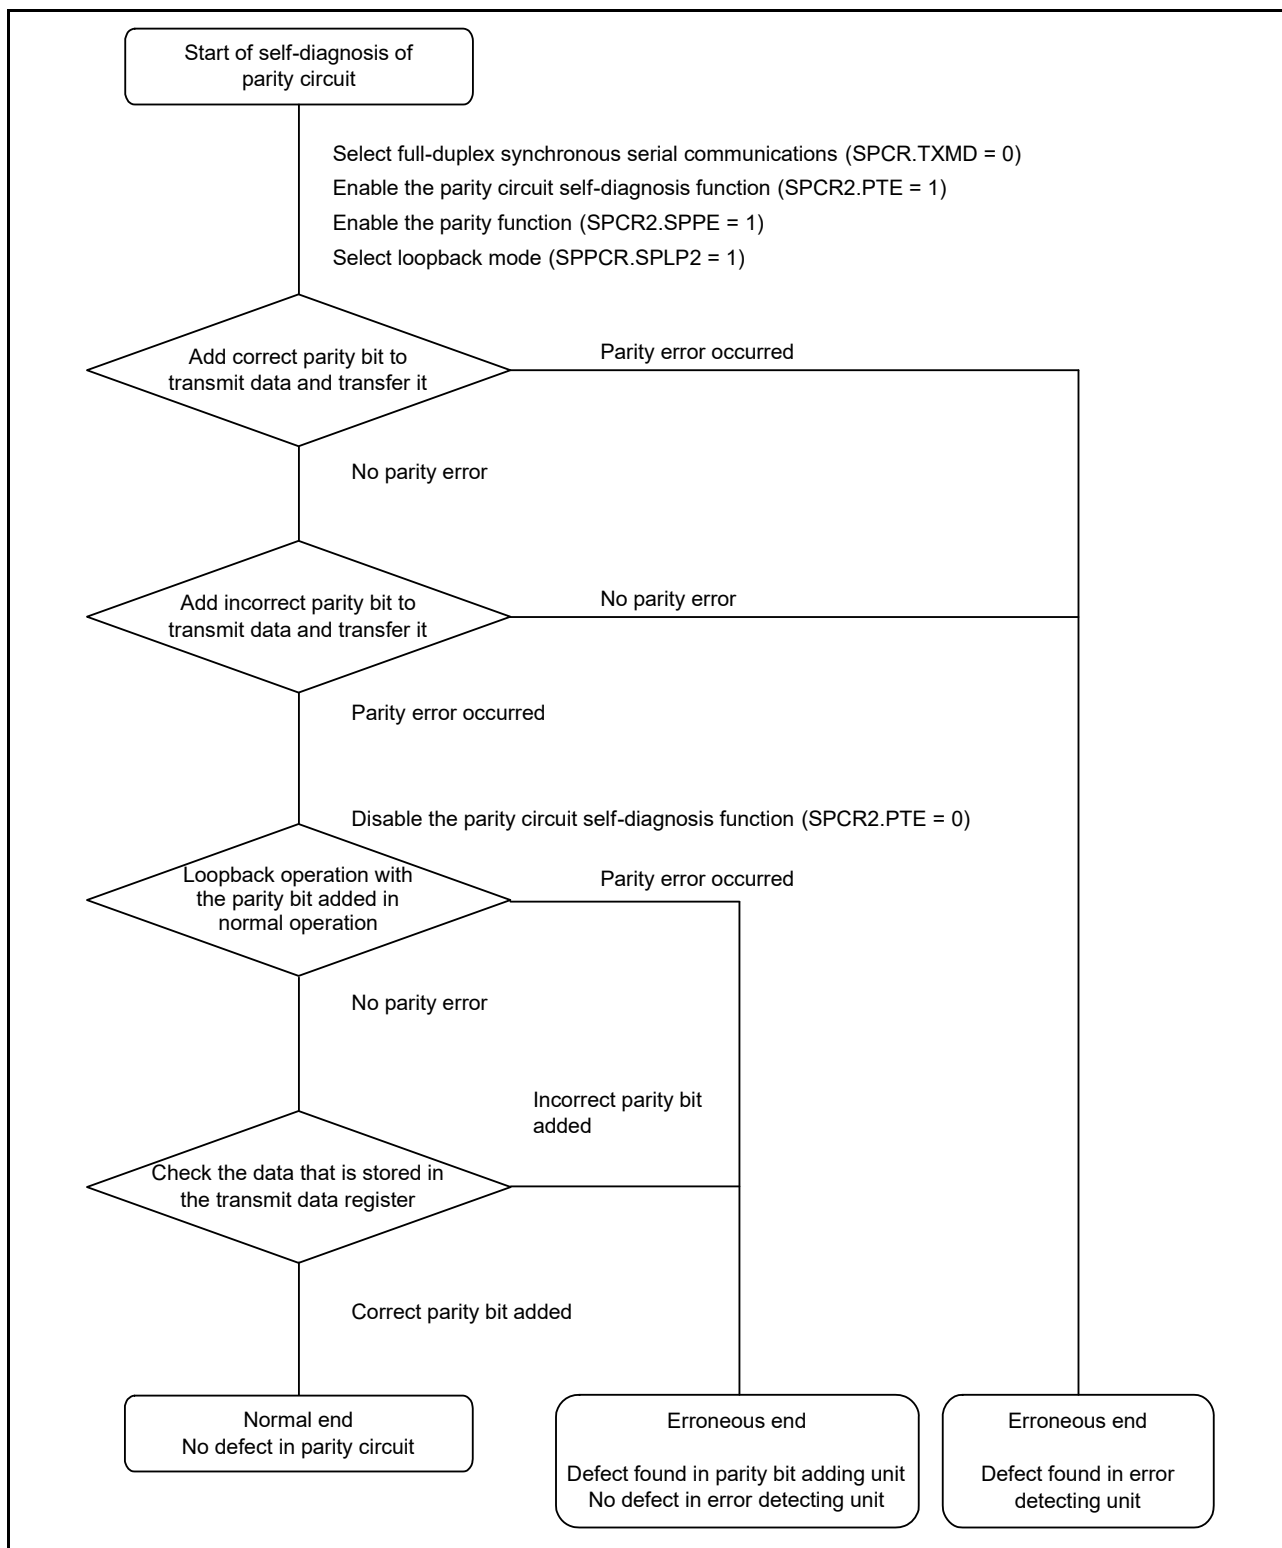 Start of self-diagnosis of
parity circuit
Select full-duplex synchronous serial communications (SPCR.TXMD = 0)
Enable the parity circuit self-diagnosis function (SPCR2.PTE = 1)
Enable the parity function (SPCR2.SPPE = 1)
Select loopback mode (SPPCR.SPLP2 = 1)
Add correct parity bit to
transmit data and transfer it
Parity error occurred
No parity error
Add incorrect parity bit to
transmit data and transfer it
No parity error
Parity error occurred
Disable the parity circuit self-diagnosis function (SPCR2.PTE = 0)
Loopback operation with
the parity bit added in
normal operation
Parity error occurred
No parity error
Incorrect parity bit
added
Check the data that is stored in
the transmit data register
Correct parity bit added
Normal end
No defect in parity circuit
Erroneous end
Defect found in parity bit adding unit
No defect in error detecting unit
Erroneous end
Defect found in error
detecting unit